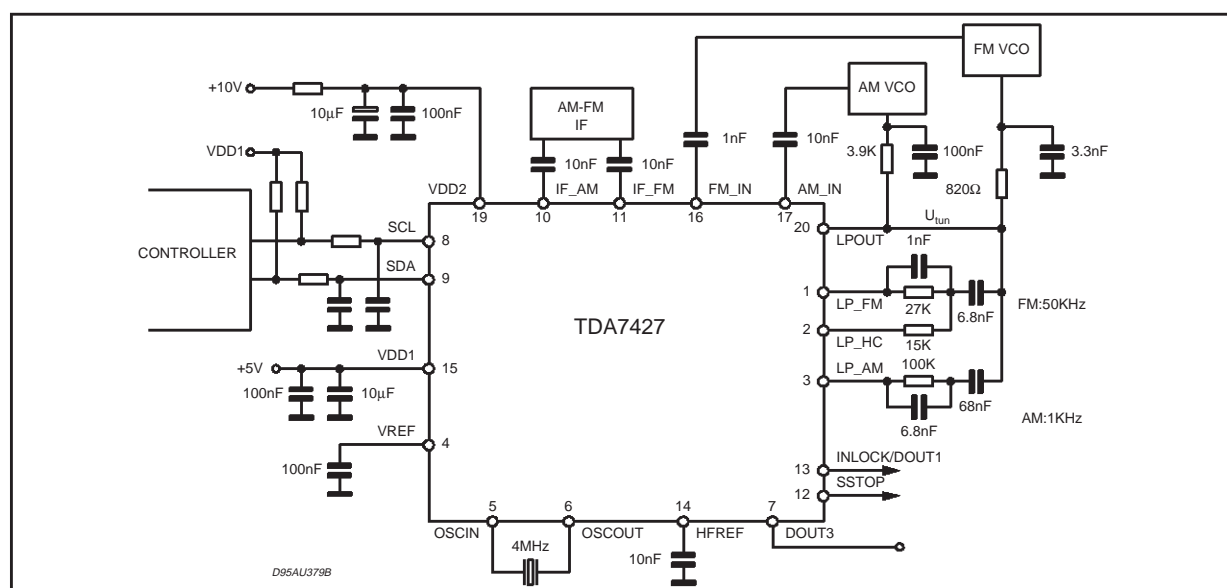 FM VCO
+10V
AM VCO
10µF
100nF
AM-FM
IF
1nF
10nF
VDD1
10nF
10nF
3.9K
100nF
3.3nF
VDD2
IF_AM
IF_FM
FM_IN
AM_IN
820Ω
19
10
11
16
17
20
U_tun
LPOUT
CONTROLLER
SCL
8
SDA
9
1nF
1
LP_FM
27K
6.8nF
FM:50KHz
TDA7427
2
LP_HC
15K
+5V
VDD1
15
100K
3
LP_AM
100nF
10µF
68nF
6.8nF
AM:1KHz
VREF
4
100nF
13
INLOCK/DOUT1
12
SSTOP
5
6
14
7
OSCIN
OSCOUT
HFREF
DOUT3
4MHz
10nF
D95AU379B